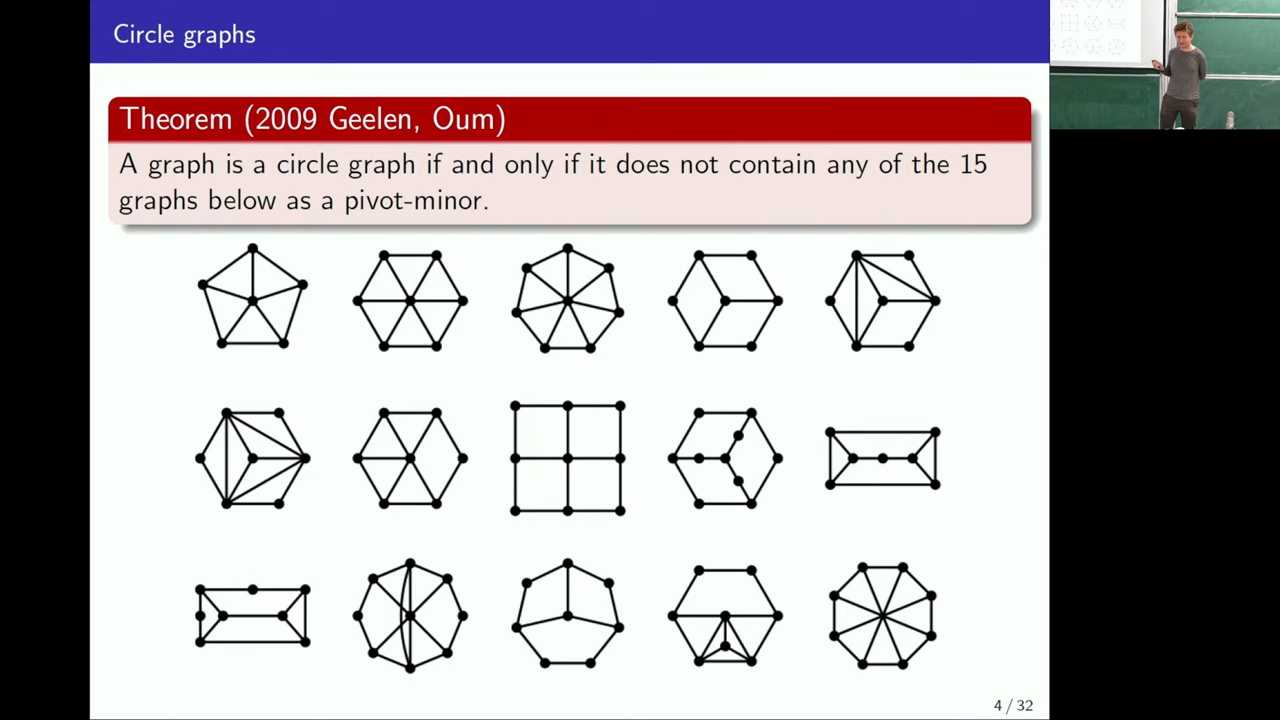 Circle graphs
Theorem (2009 Geelen, Oum)
A graph is a circle graph if and only if it does not contain any of the 15
graphs below as a pivot-minor.
4 / 32